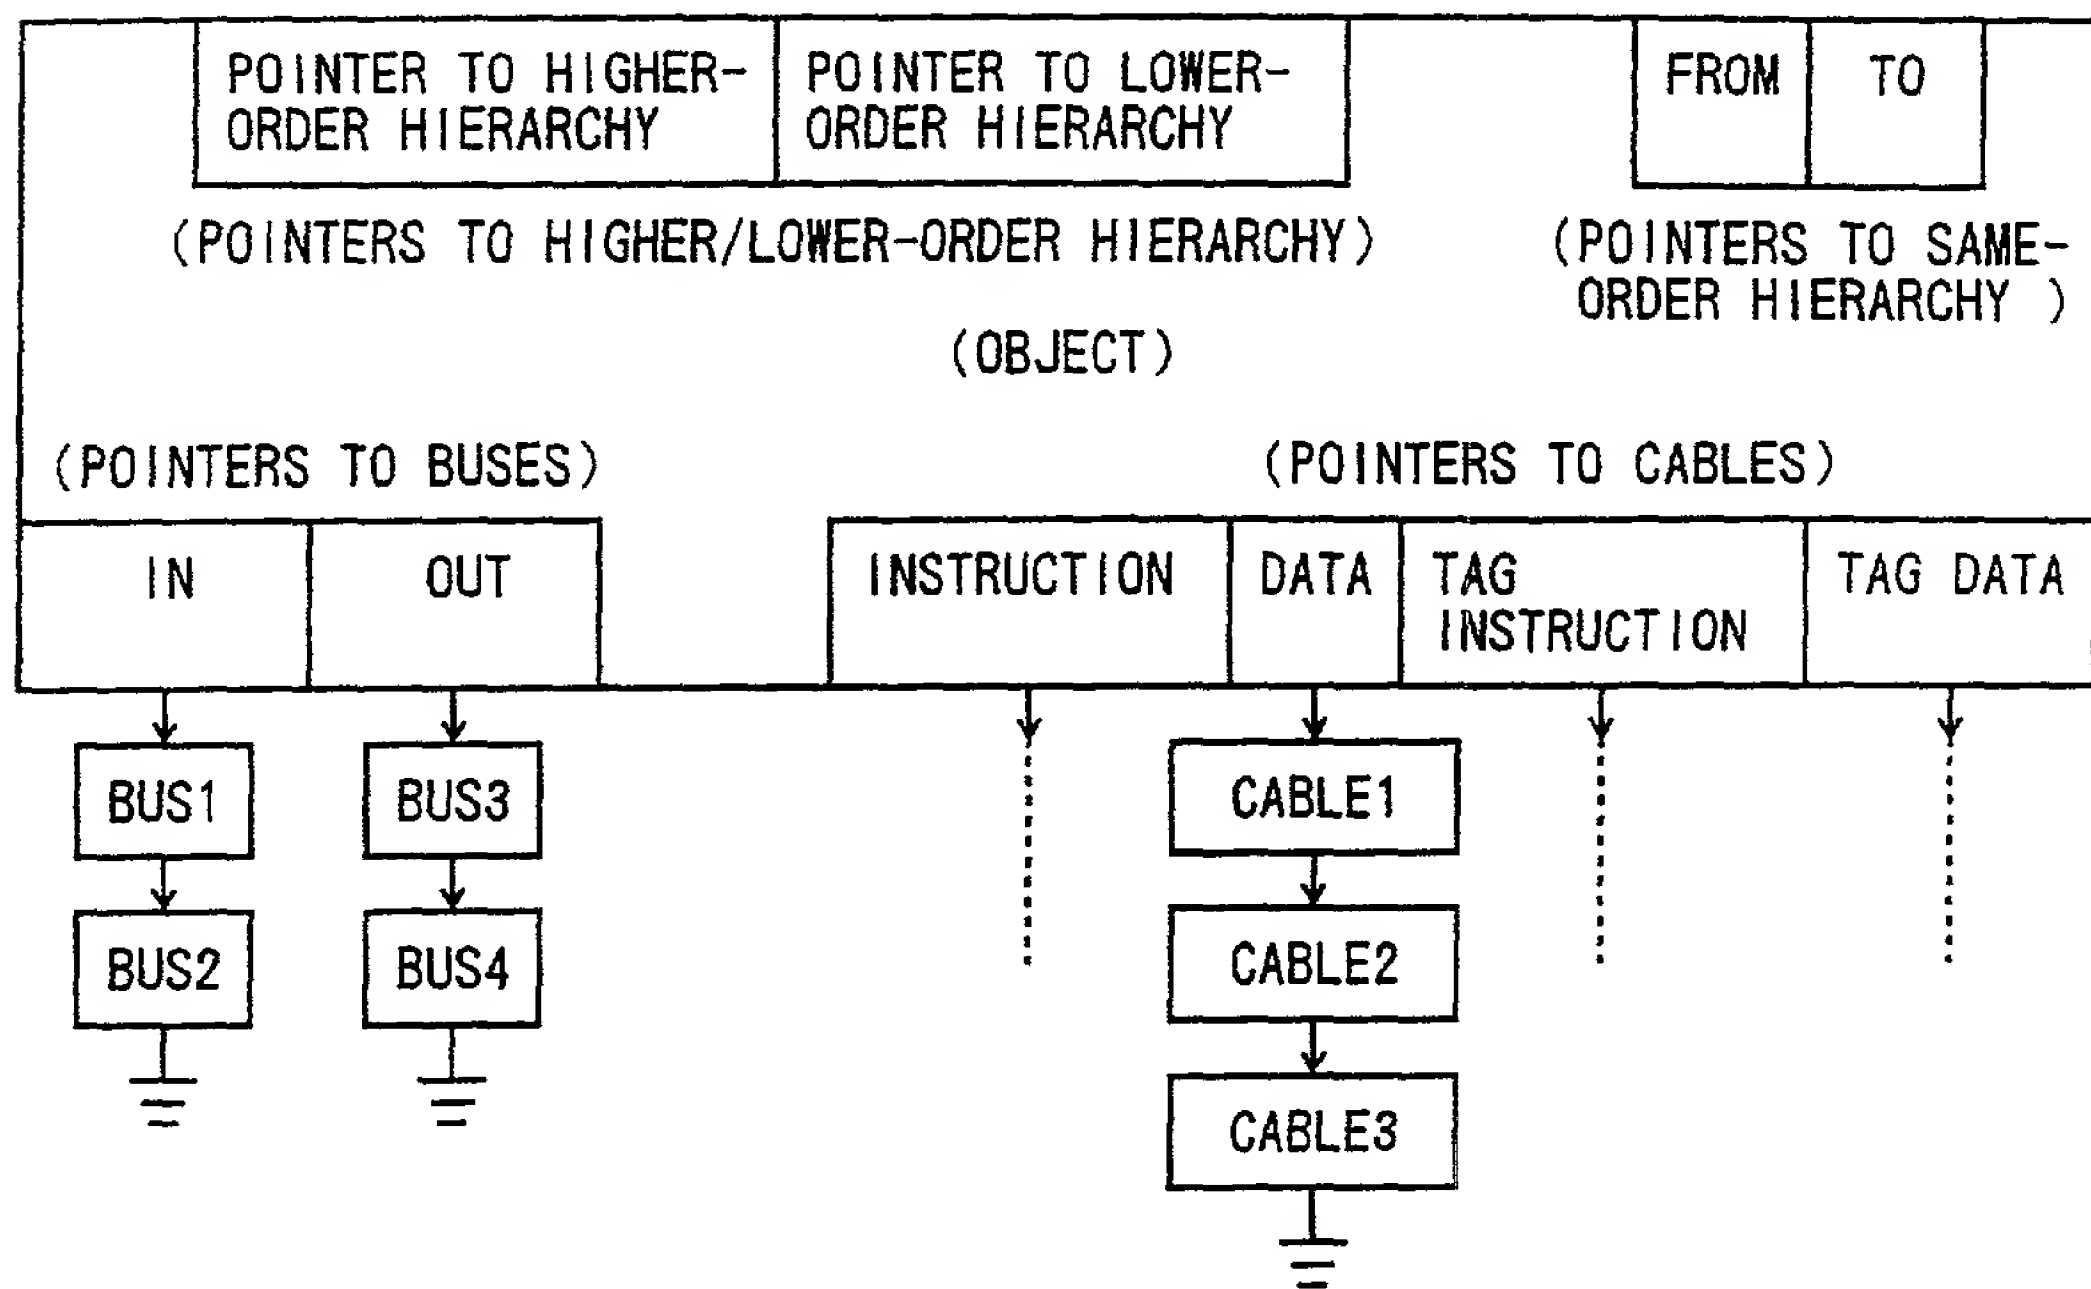 POINTER TO HIGHER-
ORDER HIERARCHY
POINTER TO LOWER-
ORDER HIERARCHY
FROM
TO
(POINTERS TO HIGHER/LOWER-ORDER HIERARCHY)
(POINTERS TO SAME-
ORDER HIERARCHY )
(OBJECT)
(POINTERS TO BUSES)
(POINTERS TO CABLES)
IN
OUT
INSTRUCTION
DATA
TAG
INSTRUCTION
TAG DATA
BUS1
BUS3
CABLE1
BUS2
BUS4
CABLE2
CABLE3